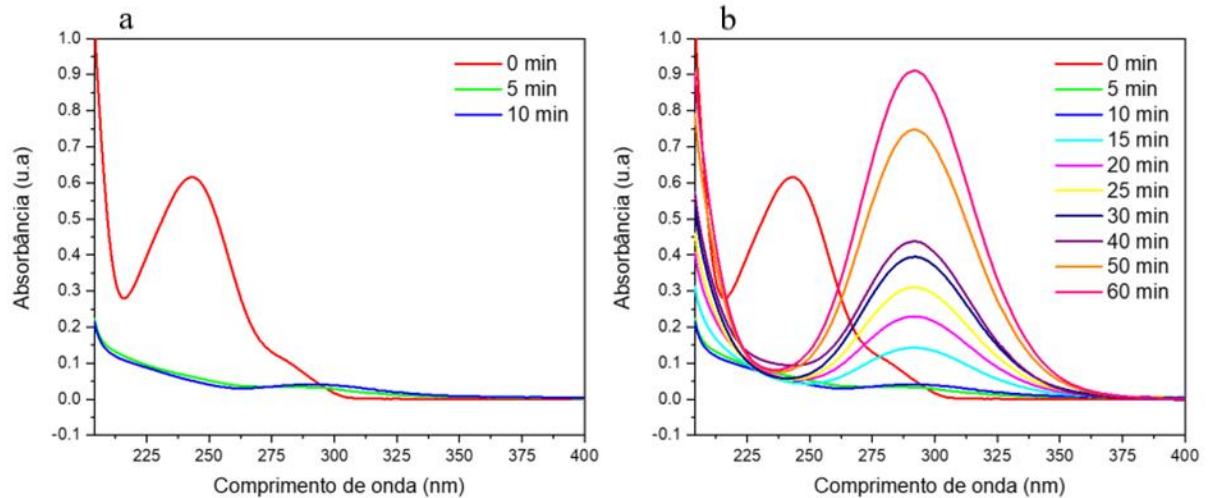 a
1.0
0.9
0.8
0.7
0.6
0.5
0.4
0.3
0.2
0.1
0.0
-0.1
Absorbância (u.a)
225
250
275
300
325
350
375
400
Comprimento de onda (nm)
0 min
5 min
10 min
b
1.0
0.9
0.8
0.7
0.6
0.5
0.4
0.3
0.2
0.1
0.0
-0.1
Absorbância (u.a)
225
250
275
300
325
350
375
400
Comprimento de onda (nm)
0 min
5 min
10 min
15 min
20 min
25 min
30 min
40 min
50 min
60 min